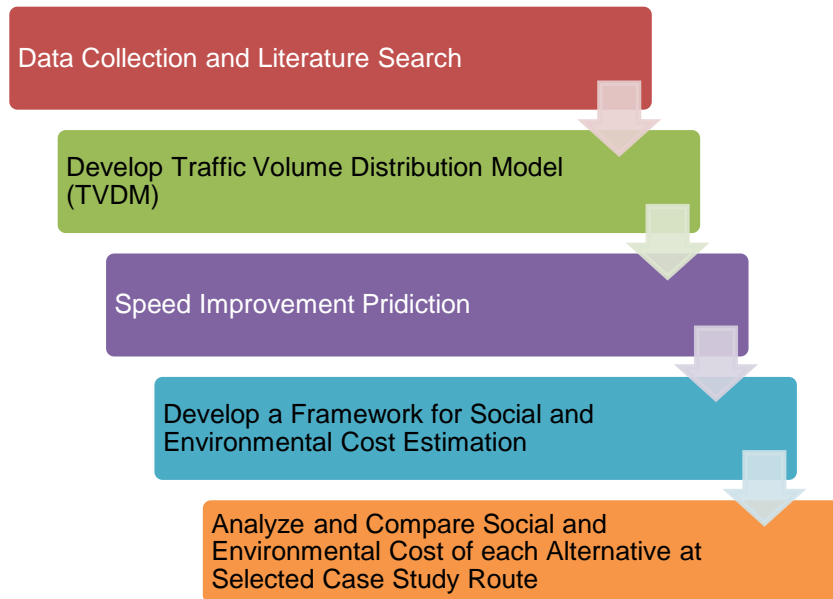 Data Collection and Literature Search
Develop Traffic Volume Distribution Model
(TVDM)
Speed Improvement Pridiction
Develop a Framework for Social and
Environmental Cost Estimation
Analyze and Compare Social and
Environmental Cost of each Alternative at
Selected Case Study Route